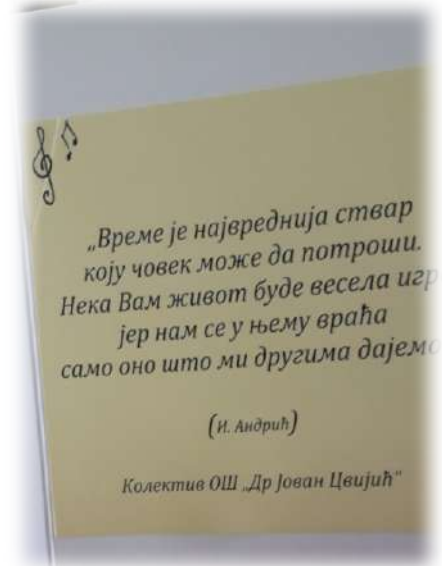 „Време је највреднија ствар
коју човек може да потроши.
Нека Вам живот буде весела игр
јер нам се у њему враћа
само оно што ми другима дајемо
(И. Андрић)
Колектив ОШ „Др Јован Цвијић“